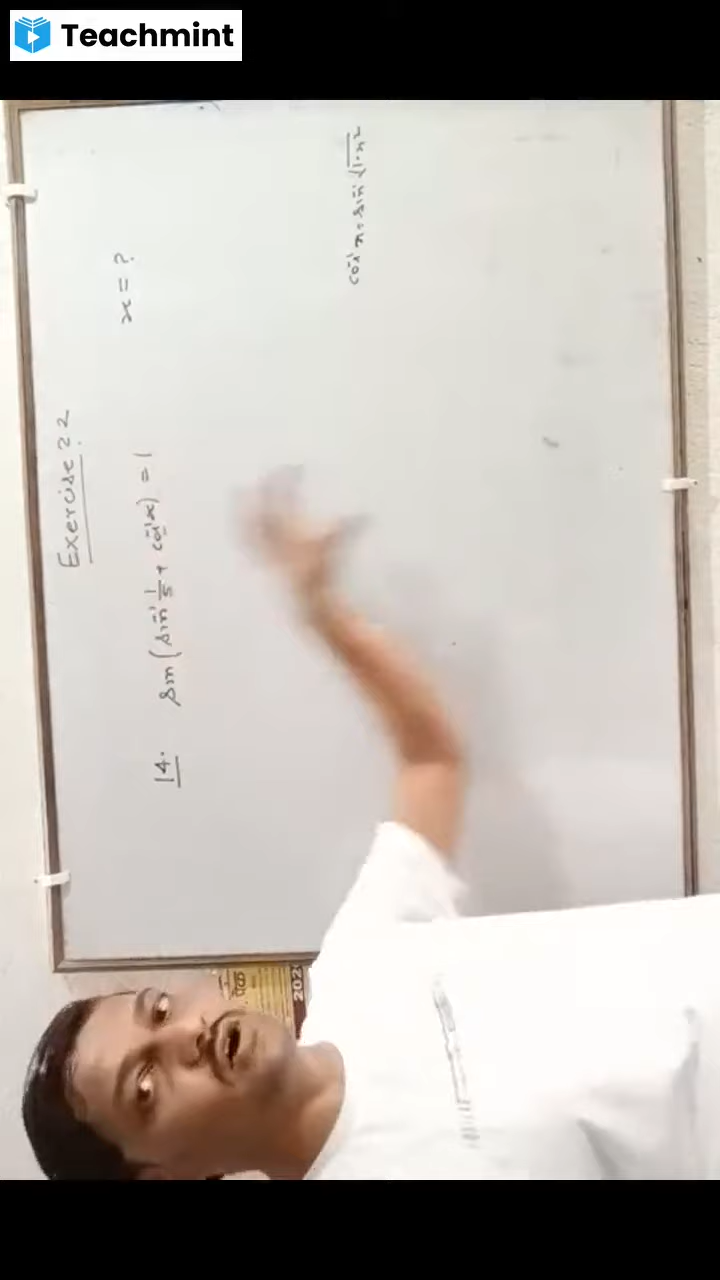 Teachmint
Exercise 2.2
14. sin(sin⁻¹ 1/5 + cos⁻¹x) = 1 x = ?
cos⁻¹x = sin⁻¹ √1-x²
202